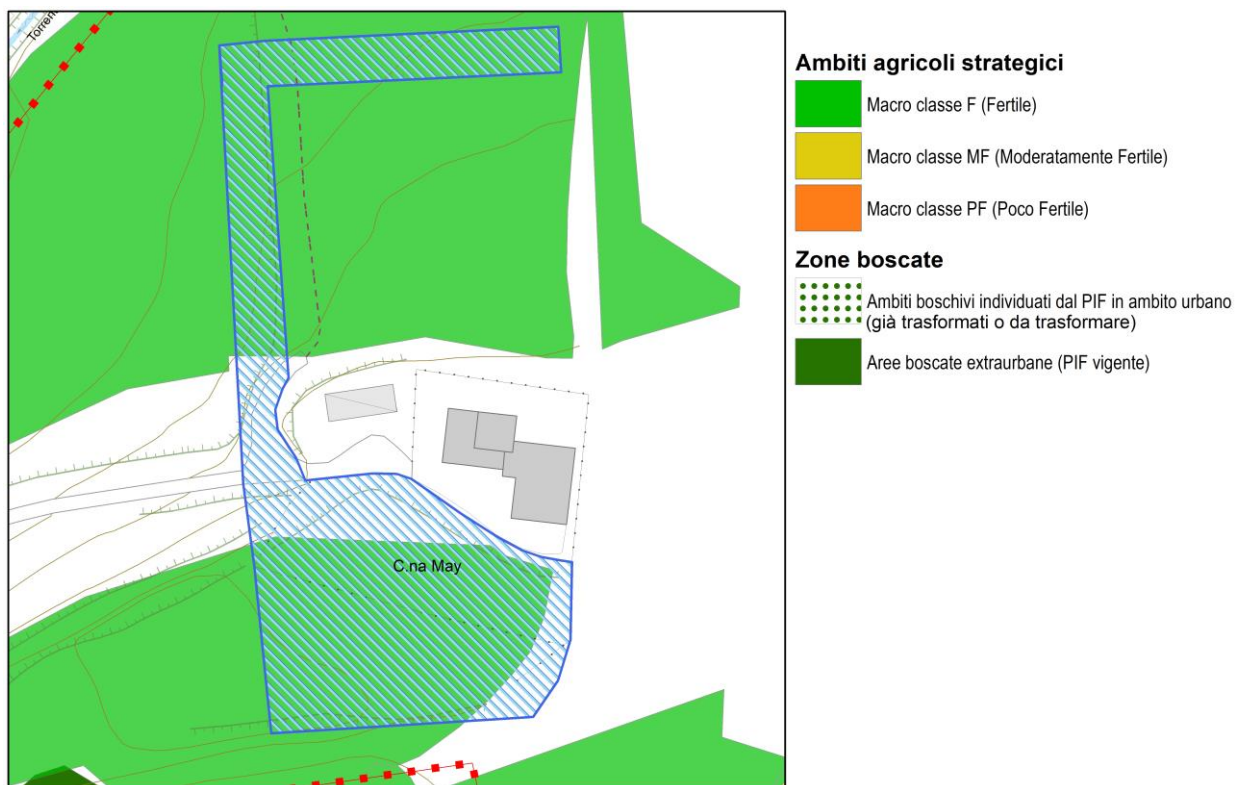 Torrent
C.na May
Ambiti agricoli strategici
Macro classe F (Fertile)
Macro classe MF (Moderatamente Fertile)
Macro classe PF (Poco Fertile)
Zone boscate
Ambiti boschivi individuati dal PIF in ambito urbano
(già trasformati o da trasformare)
Aree boscate extraurbane (PIF vigente)